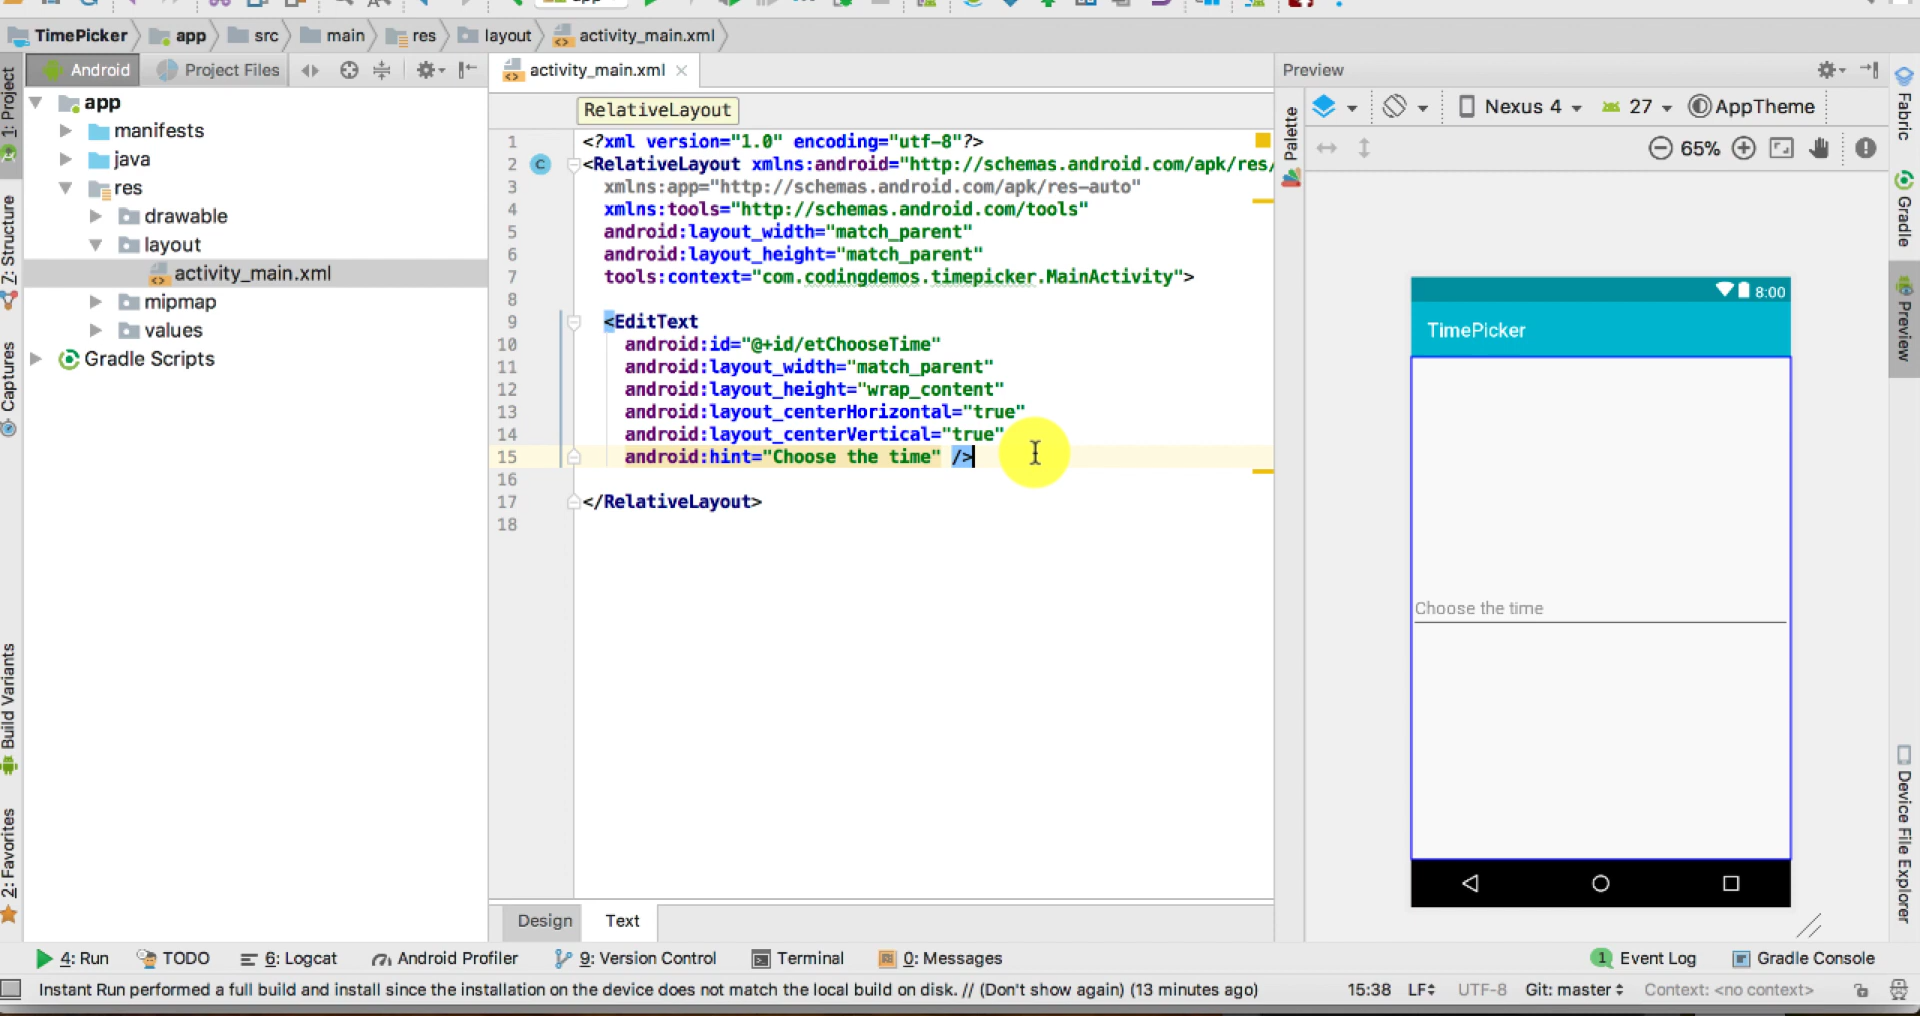 TimePicker app src main res layout activity_main.xml
Android Project Files
activity_main.xml
Preview
1: Project
7: Structure
Captures
Build Variants
2: Favorites
app
manifests
java
res
drawable
layout
activity_main.xml
mipmap
values
Gradle Scripts
RelativeLayout
1 <?xml version="1.0" encoding="utf-8"?>
2 C <RelativeLayout xmlns:android="http://schemas.android.com/apk/res/
3 xmlns:app="http://schemas.android.com/apk/res-auto"
4 xmlns:tools="http://schemas.android.com/tools"
5 android:layout_width="match_parent"
6 android:layout_height="match_parent"
7 tools:context="com.codingdemos.timepicker.MainActivity">
8
9 <EditText
10 android:id="@+id/etChooseTime"
11 android:layout_width="match_parent"
12 android:layout_height="wrap_content"
13 android:layout_centerHorizontal="true"
14 android:layout_centerVertical="true"
15 android:hint="Choose the time" />
16
17 </RelativeLayout>
18
Design Text
Palette
Nexus 4 27 AppTheme
65%
8:00
TimePicker
Choose the time
Fabric
Gradle
Preview
Device File Explorer
4: Run TODO 6: Logcat Android Profiler 9: Version Control Terminal 0: Messages 1 Event Log Gradle Console
Instant Run performed a full build and install since the installation on the device does not match the local build on disk. // (Don't show again) (13 minutes ago) 15:38 LF UTF-8 Git: master Context: <no context>